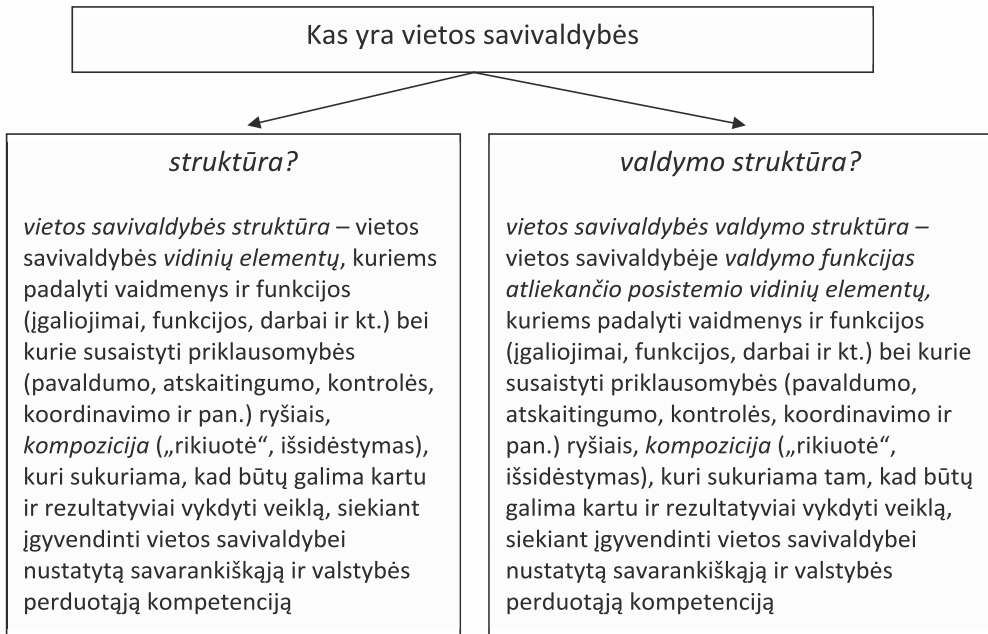 Kas yra vietos savivaldybės
struktūra?
vietos savivaldybės struktūra – vietos
savivaldybės vidinių elementų, kuriems
padalyti vaidmenys ir funkcijos
(įgaliojimai, funkcijos, darbai ir kt.) bei
kurie susaistyti priklausomybės
(pavaldumo, atskaitingumo, kontrolės,
koordinavimo ir pan.) ryšiais,
kompozicija („rikiuotė“, išsidėstymas),
kuri sukuriama, kad būtų galima kartu
ir rezultatyviai vykdyti veiklą, siekiant
įgyvendinti vietos savivaldybei
nustatytą savarankiškąją ir valstybės
perduotąją kompetenciją
valdymo struktūra?
vietos savivaldybės valdymo struktūra –
vietos savivaldybėje valdymo funkcijas
atliekančio posistemio vidinių elementų,
kuriems padalyti vaidmenys ir funkcijos
(įgaliojimai, funkcijos, darbai ir kt.) bei kurie
susaistyti priklausomybės (pavaldumo,
atskaitingumo, kontrolės, koordinavimo ir
pan.) ryšiais, kompozicija („rikiuotė“,
išsidėstymas), kuri sukuriama tam, kad būtų
galima kartu ir rezultatyviai vykdyti veiklą,
siekiant įgyvendinti vietos savivaldybei
nustatytą savarankiškąją ir valstybės
perduotąją kompetenciją